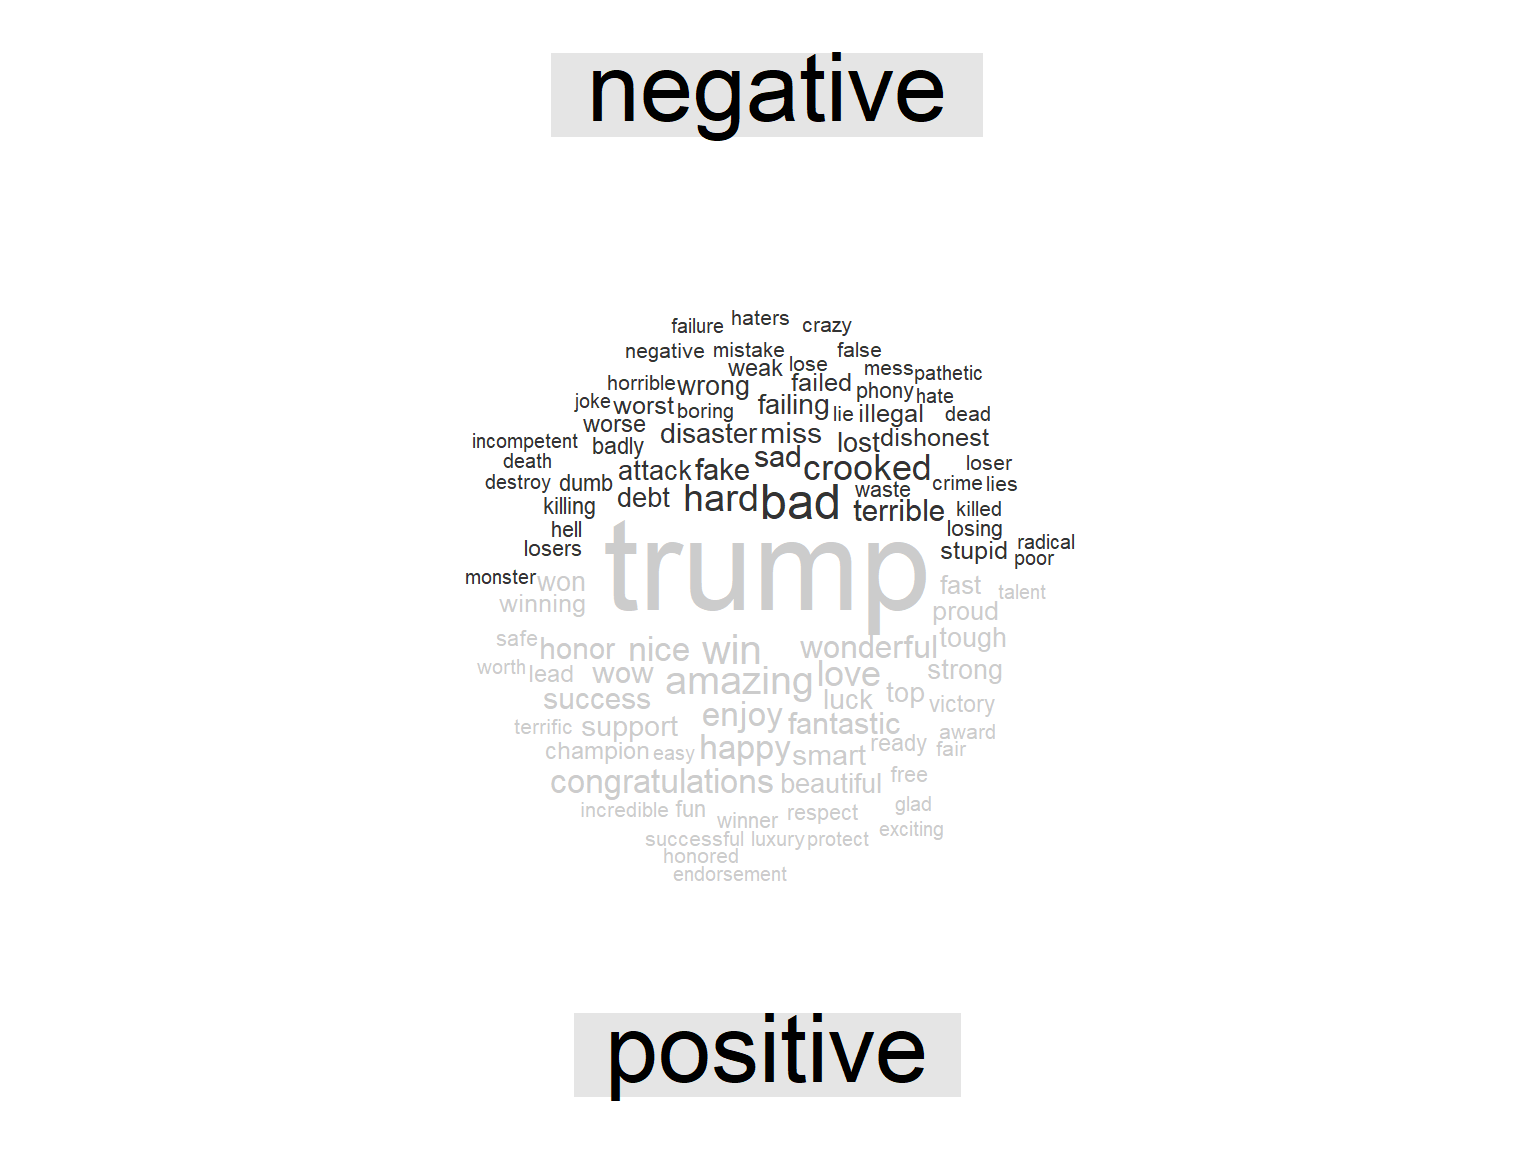 negative
failure haters crazy
negative mistake false
weak lose mess pathetic
horrible wrong failed phony hate
joke worst boring failing lie illegal dead
worse disaster miss lost dishonest
incompetent badly sad
death attack fake crooked loser
destroy dumb waste crime lies
killing debt hard bad terrible killed
hell losing
losers stupid radical
poor
trump
monster won fast talent
winning proud
safe honor nice win wonderful tough
worth lead wow amazing love strong
success luck top victory
terrific support enjoy fantastic award
champion easy happy smart ready fair
congratulations beautiful free
incredible fun winner respect glad
successful luxury protect exciting
honored
endorsement
positive